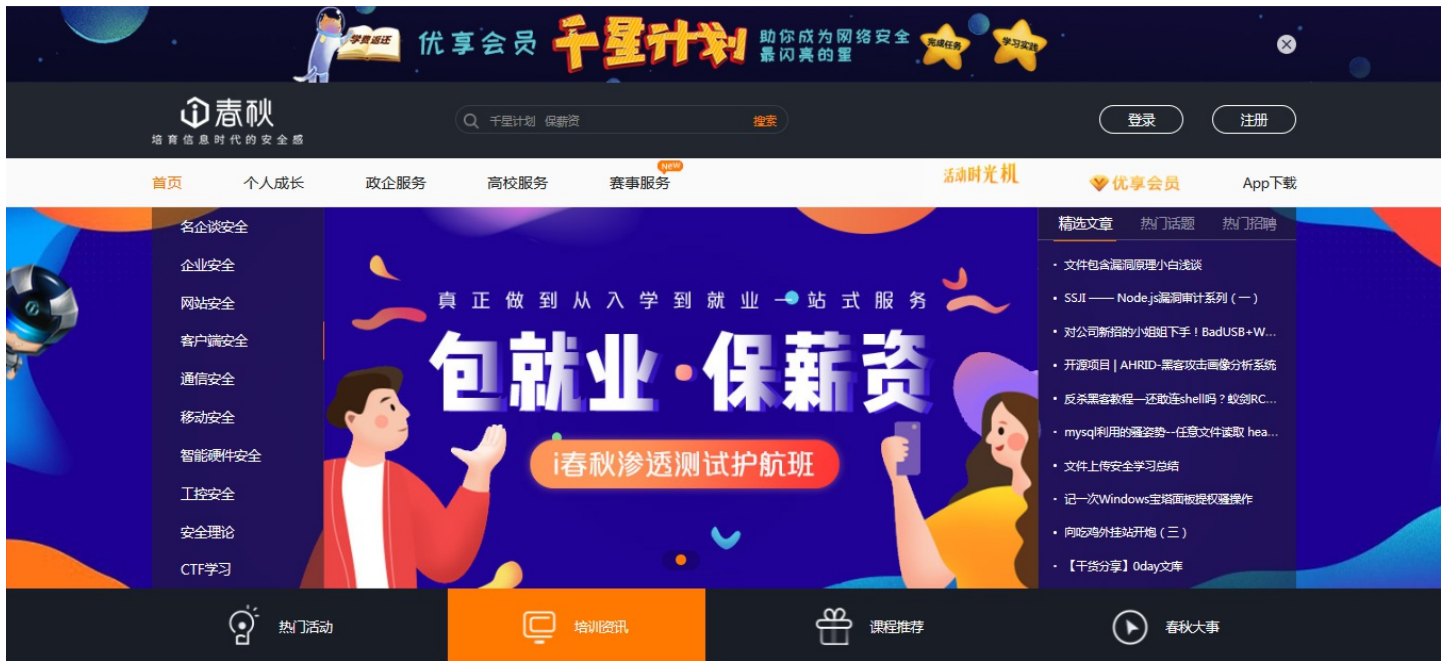 学费返还
优享会员
千星计划
助你成为网络安全
最闪亮的星
完成任务
学习实践
i春秋
培育信息时代的安全感
千星计划 保薪资
搜索
登录
注册
首页
个人成长
政企服务
高校服务
赛事服务
New
活动时光机
优享会员
App下载
名企谈安全
企业安全
网站安全
客户端安全
通信安全
移动安全
智能硬件安全
工控安全
安全理论
CTF学习
真正做到从入学到就业一站式服务
包就业·保薪资
i春秋渗透测试护航班
精选文章
热门话题
热门招聘
· 文件包含漏洞原理小白浅谈
· SSJI —— Node.js漏洞审计系列（一）
· 对公司新招的小姐姐下手！BadUSB+W...
· 开源项目 | AHRID-黑客攻击画像分析系统
· 反杀黑客教程—还敢连shell吗？蚁剑RC...
· mysql利用的骚姿势--任意文件读取 hea...
· 文件上传安全学习总结
· 记一次Windows宝塔面板提权骚操作
· 向吃鸡外挂站开炮（三）
· 【干货分享】0day文库
热门活动
培训资讯
课程推荐
春秋大事